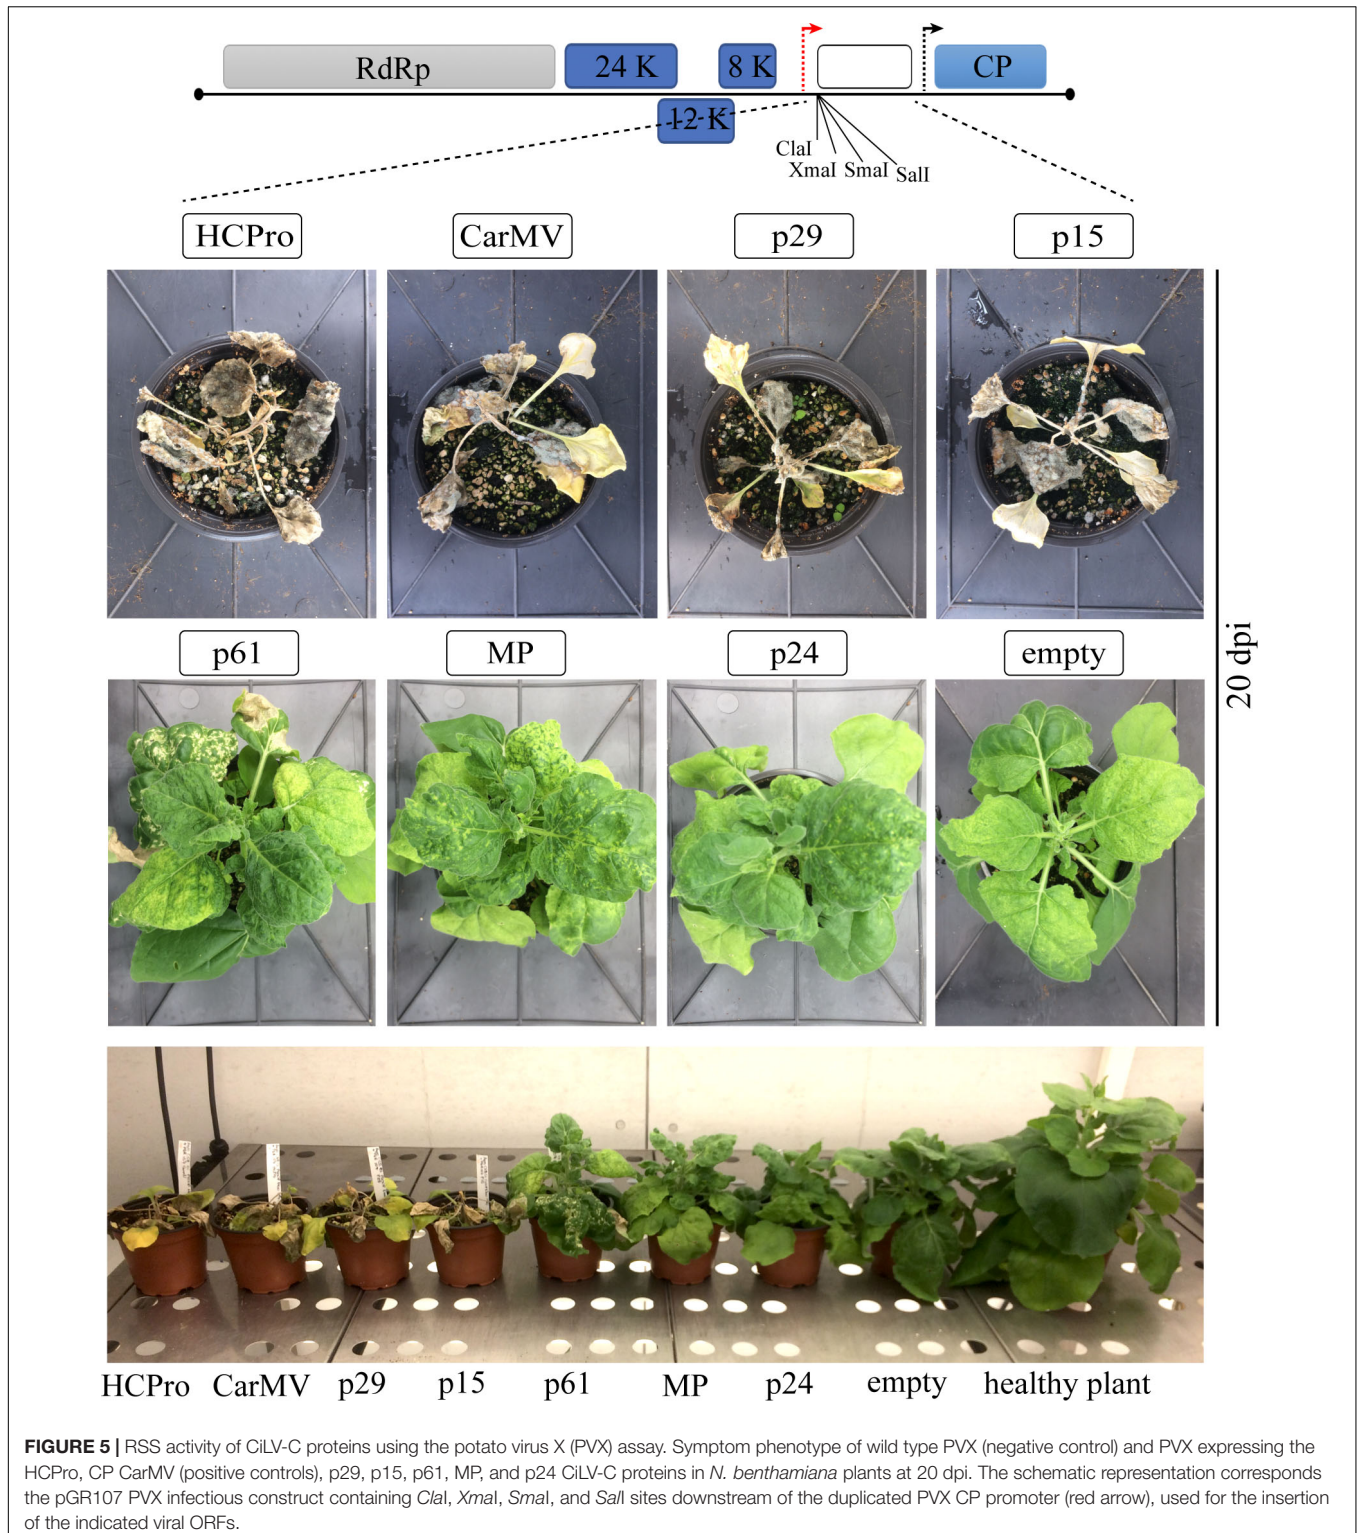 RdRp
24 K
8 K
CP
12 K
ClaI
XmaI SmaI SalI
HCPro
CarMV
p29
p15
p61
MP
p24
empty
20 dpi
HCPro CarMV p29 p15 p61 MP p24 empty healthy plant
FIGURE 5 | RSS activity of CiLV-C proteins using the potato virus X (PVX) assay. Symptom phenotype of wild type PVX (negative control) and PVX expressing the
HCPro, CP CarMV (positive controls), p29, p15, p61, MP, and p24 CiLV-C proteins in N. benthamiana plants at 20 dpi. The schematic representation corresponds
the pGR107 PVX infectious construct containing ClaI, XmaI, SmaI, and SalI sites downstream of the duplicated PVX CP promoter (red arrow), used for the insertion
of the indicated viral ORFs.